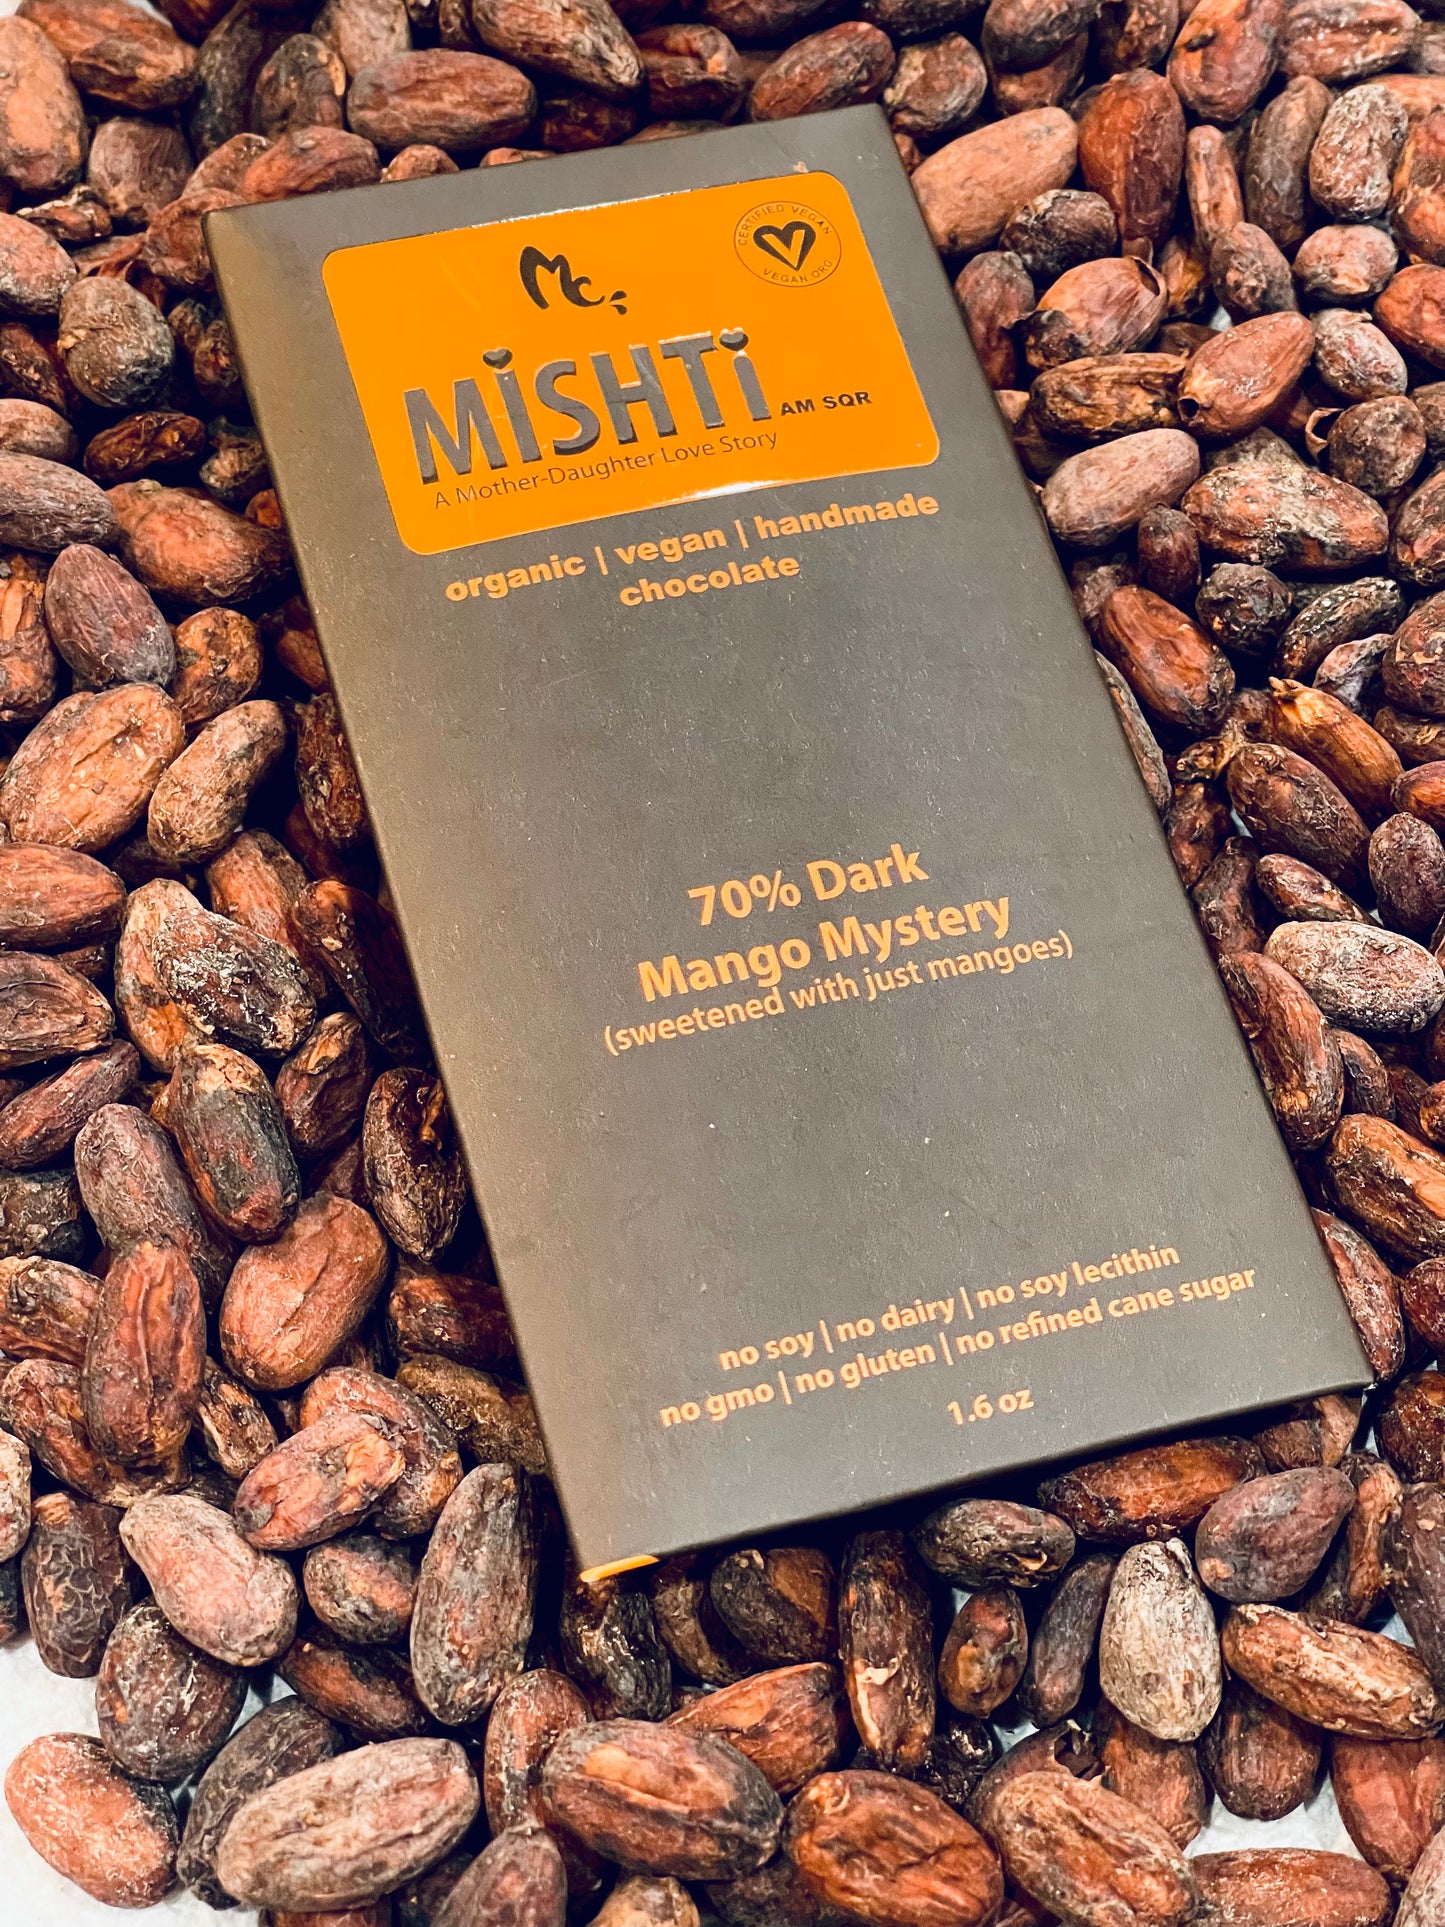 Mc
CERTIFIED VEGAN
VEGAN.ORG
MiSHTi AM SQR
A Mother-Daughter Love Story
organic | vegan | handmade
chocolate
70% Dark
Mango Mystery
(sweetened with just mangoes)
no soy | no dairy | no soy lecithin
no gmo | no gluten | no refined cane sugar
1.6 oz